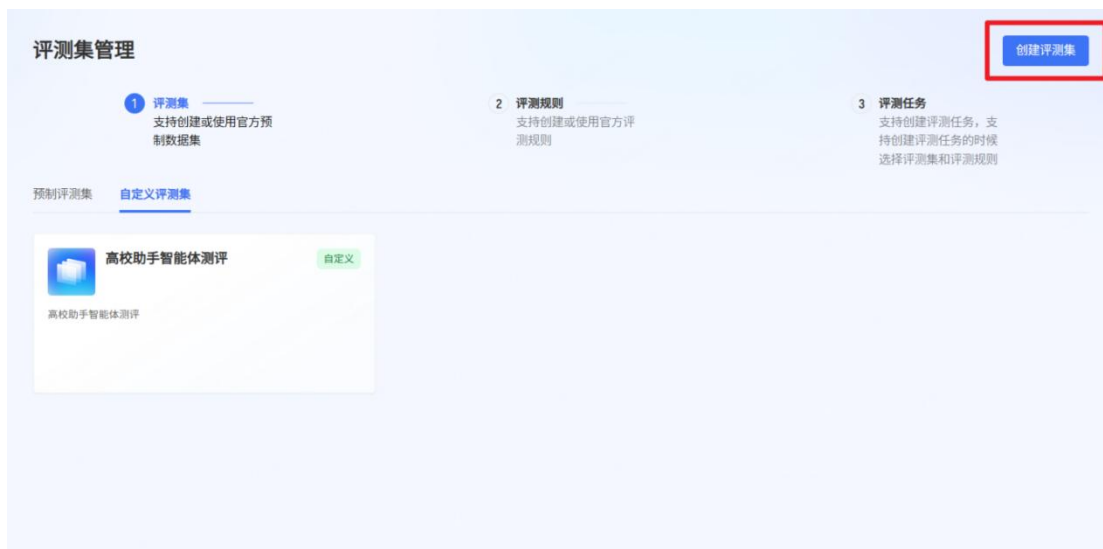 评测集管理
创建评测集
1 评测集
支持创建或使用官方预
制数据集
2 评测规则
支持创建或使用官方评
测规则
3 评测任务
支持创建评测任务，支
持创建评测任务的时候
选择评测集和评测规则
预制评测集 自定义评测集
高校助手智能体测评 自定义
高校助手智能体测评